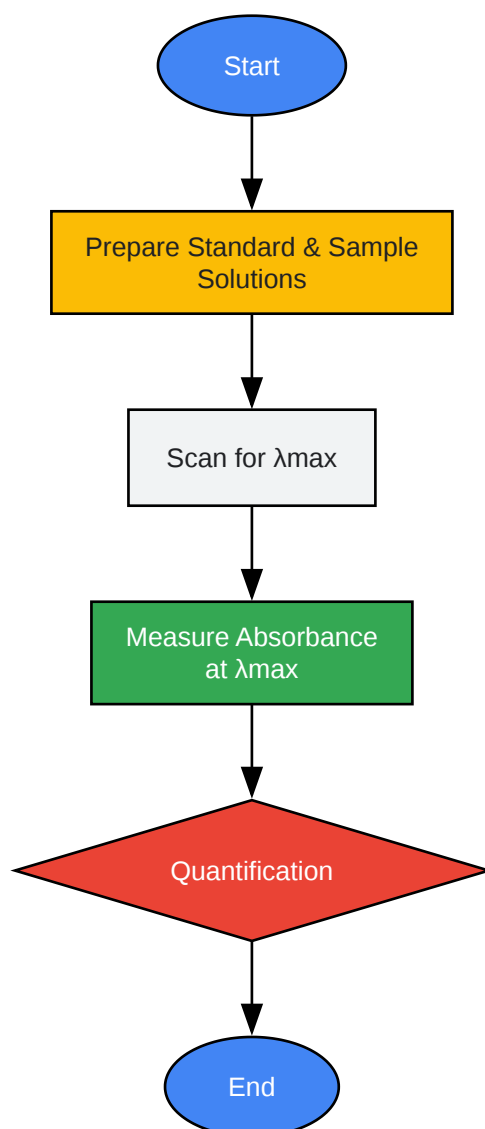 Start
Prepare Standard & Sample
Solutions
Scan for λmax
Measure Absorbance
at λmax
Quantification
End